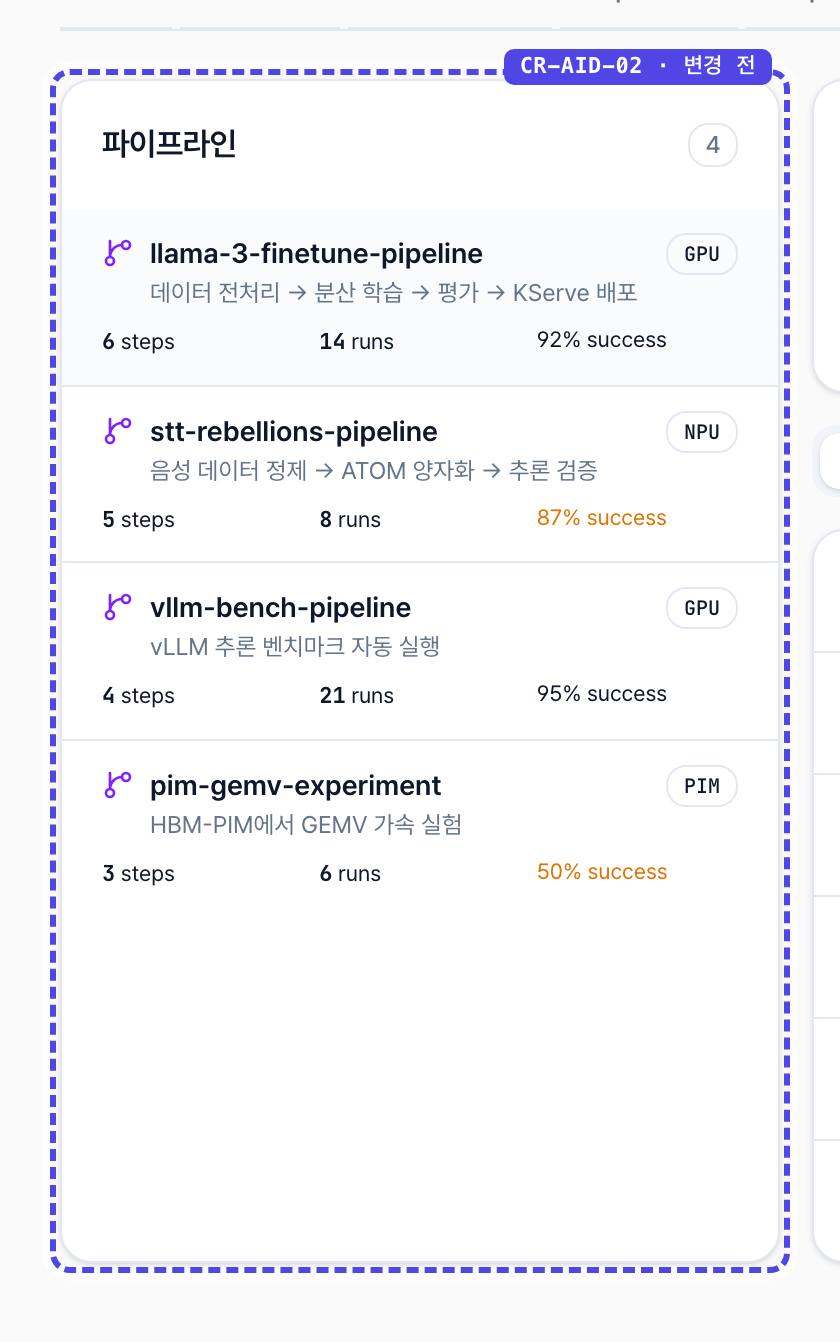 CR-AID-02 · 변경 전
파이프라인
4
llama-3-finetune-pipeline
GPU
데이터 전처리 → 분산 학습 → 평가 → KServe 배포
6 steps 14 runs 92% success
stt-rebellions-pipeline
NPU
음성 데이터 정제 → ATOM 양자화 → 추론 검증
5 steps 8 runs 87% success
vllm-bench-pipeline
GPU
vLLM 추론 벤치마크 자동 실행
4 steps 21 runs 95% success
pim-gemv-experiment
PIM
HBM-PIM에서 GEMV 가속 실험
3 steps 6 runs 50% success